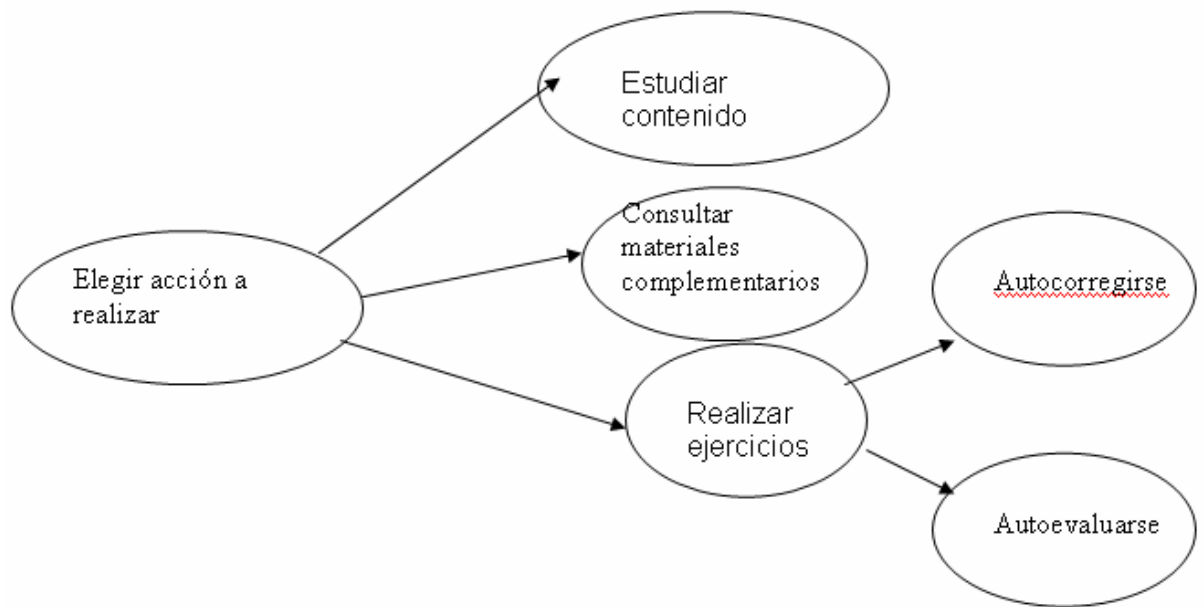 Estudiar
contenido
Consultar
materiales
complementarios
Elegir acción a
realizar
Autocorregirse
Realizar
ejercicios
Autoevaluarse